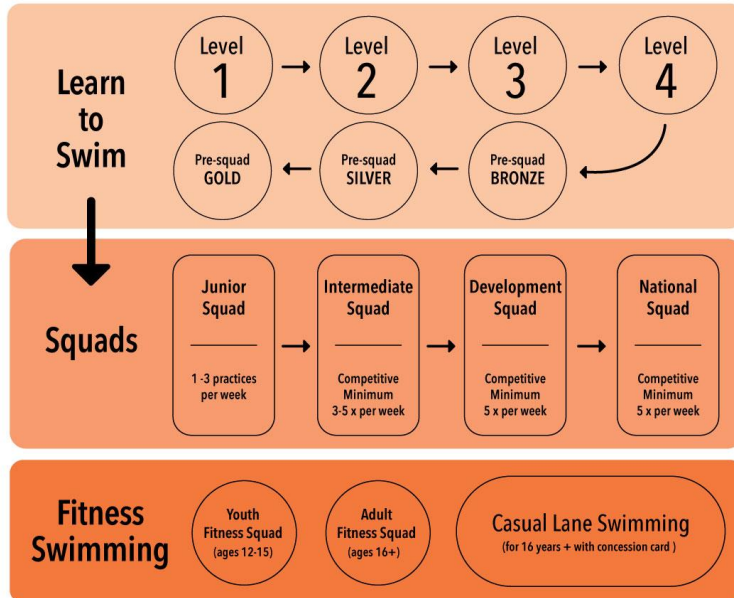 Learn
to
Swim
Level
1
Level
2
Level
3
Level
4
Pre-squad
GOLD
Pre-squad
SILVER
Pre-squad
BRONZE
Squads
Junior
Squad
1 -3 practices
per week
Intermediate
Squad
Competitive
Minimum
3-5 x per week
Development
Squad
Competitive
Minimum
5 x per week
National
Squad
Competitive
Minimum
5 x per week
Fitness
Swimming
Youth
Fitness Squad
(ages 12-15)
Adult
Fitness Squad
(ages 16+)
Casual Lane Swimming
(for 16 years + with concession card )